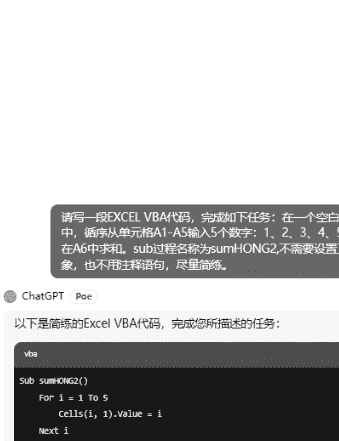 请写一段EXCEL VBA代码，完成如下任务：在一个空白
中，循序从单元格A1-A5输入5个数字：1、2、3、4、5
在A6中求和。sub过程名称为sumHONG2,不需要设置
象，也不用注释语句，尽量简练。
ChatGPT Poe
以下是简练的Excel VBA代码，完成您所描述的任务：
vba
Sub sumHONG2()
For i = 1 To 5
Cells(i, 1).Value = i
Next i